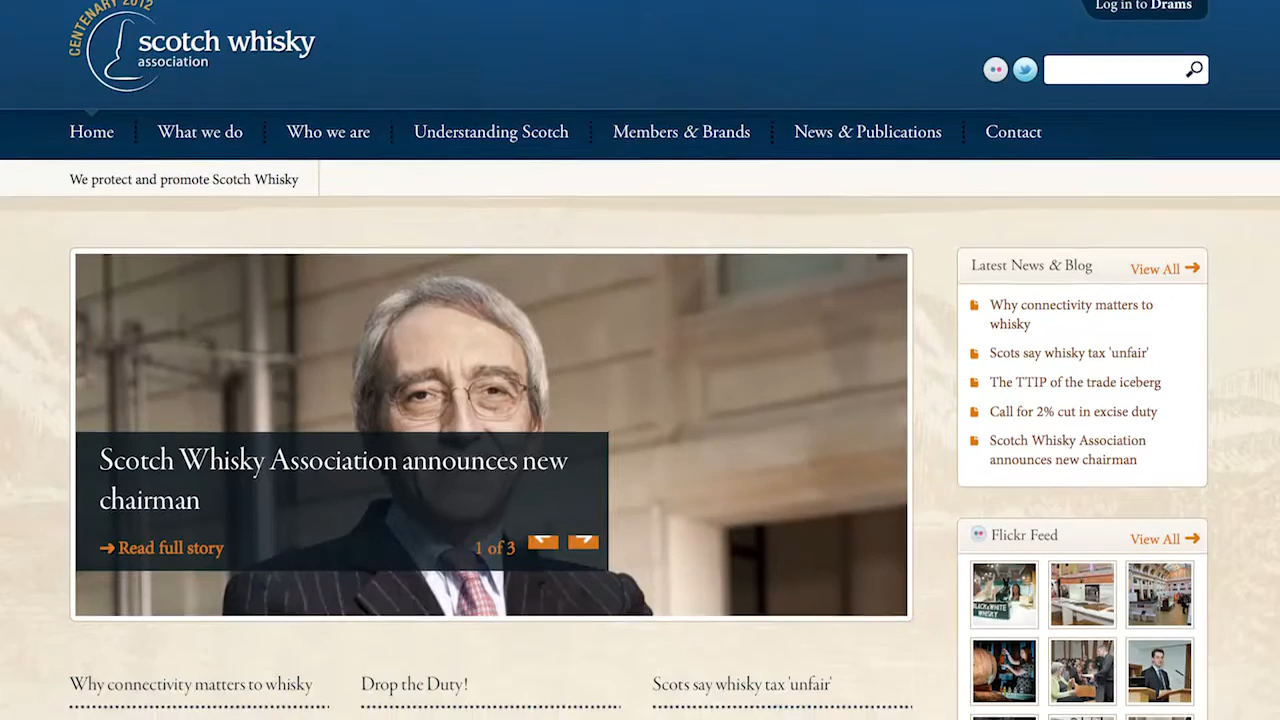 Log in to Drams
CENTENARY 2012
scotch whisky
association
Home
What we do
Who we are
Understanding Scotch
Members & Brands
News & Publications
Contact
We protect and promote Scotch Whisky
Scotch Whisky Association announces new
chairman
Read full story
1 of 3
Latest News & Blog
View All
Why connectivity matters to
whisky
Scots say whisky tax 'unfair'
The TTIP of the trade iceberg
Call for 2% cut in excise duty
Scotch Whisky Association
announces new chairman
Flickr Feed
View All
BLACK & WHITE
WHISKY
Why connectivity matters to whisky
Drop the Duty!
Scots say whisky tax 'unfair'